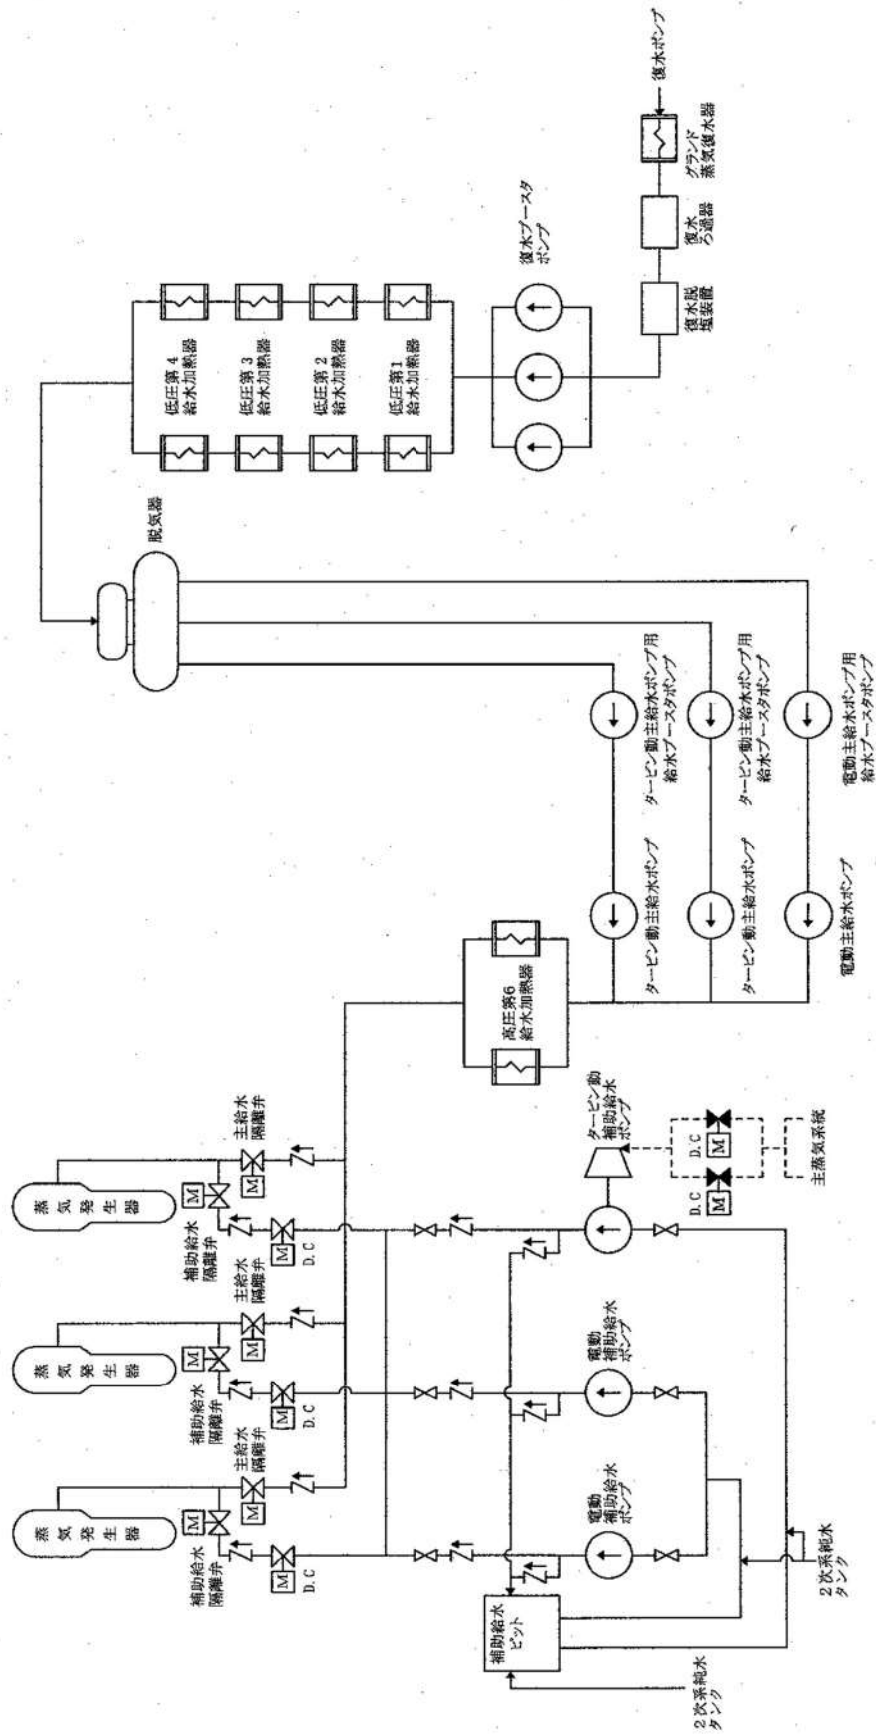 蒸気発生器
蒸気発生器
蒸気発生器
M
主給水
隔離弁
M
補助給水
隔離弁
M
D.C
M
主給水
隔離弁
M
補助給水
隔離弁
M
D.C
M
主給水
隔離弁
M
補助給水
隔離弁
M
D.C
高圧第6
給水加熱器
脱気器
低圧第4
給水加熱器
低圧第3
給水加熱器
低圧第2
給水加熱器
低圧第1
給水加熱器
復水ブースタ
ポンプ
復水脱
塩装置
復水
ろ過器
グランド
蒸気復水器
復水ポンプ
タービン動主給水ポンプ用
給水ブースタポンプ
タービン動主給水ポンプ用
給水ブースタポンプ
電動主給水ポンプ用
給水ブースタポンプ
タービン動主給水ポンプ
タービン動主給水ポンプ
電動主給水ポンプ
タービン動
補助給水
ポンプ
D.C
M
D.C
M
主蒸気系統
電動
補助給水
ポンプ
電動
補助給水
ポンプ
補助給水
ピット
2次系純水
タンク
2次系純水
タンク